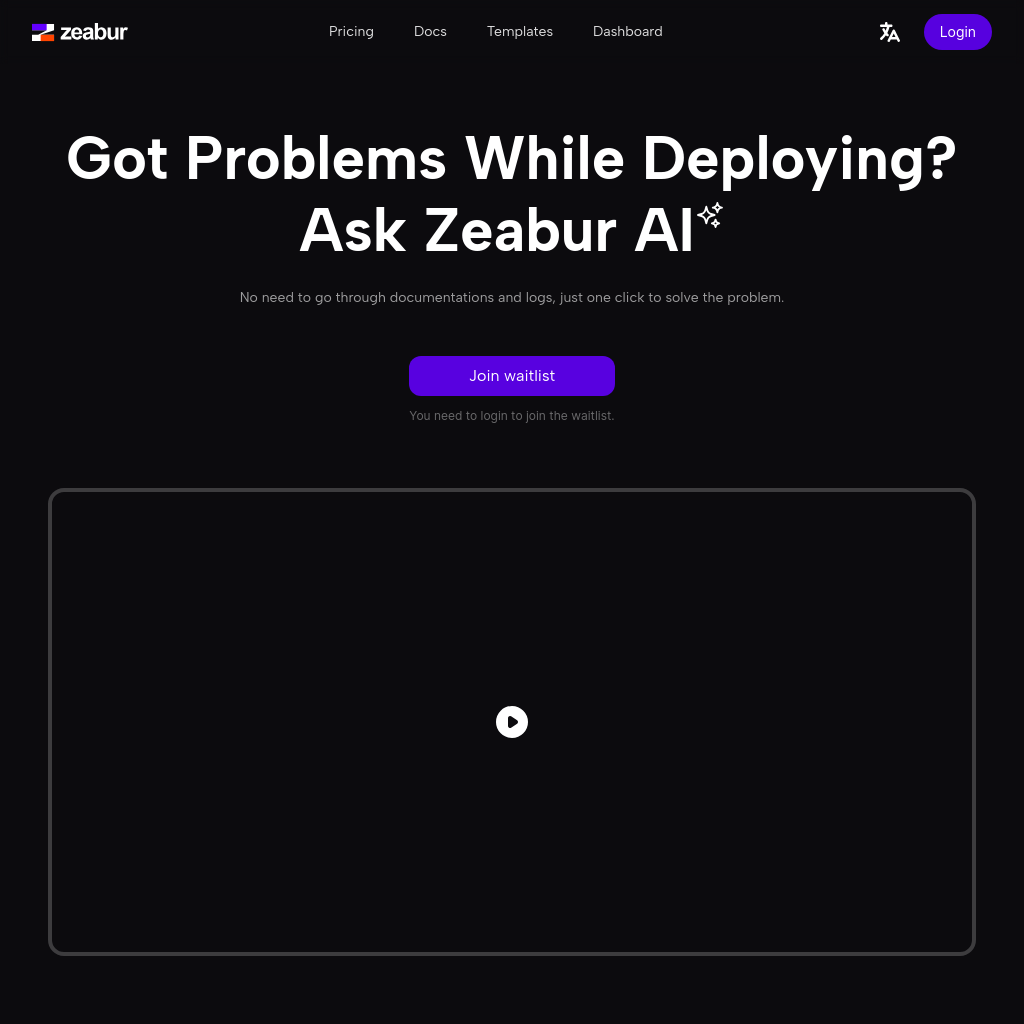 zeabur
Pricing
Docs
Templates
Dashboard
Login
Got Problems While Deploying?
Ask Zeabur AI
No need to go through documentations and logs, just one click to solve the problem.
Join waitlist
You need to login to join the waitlist.